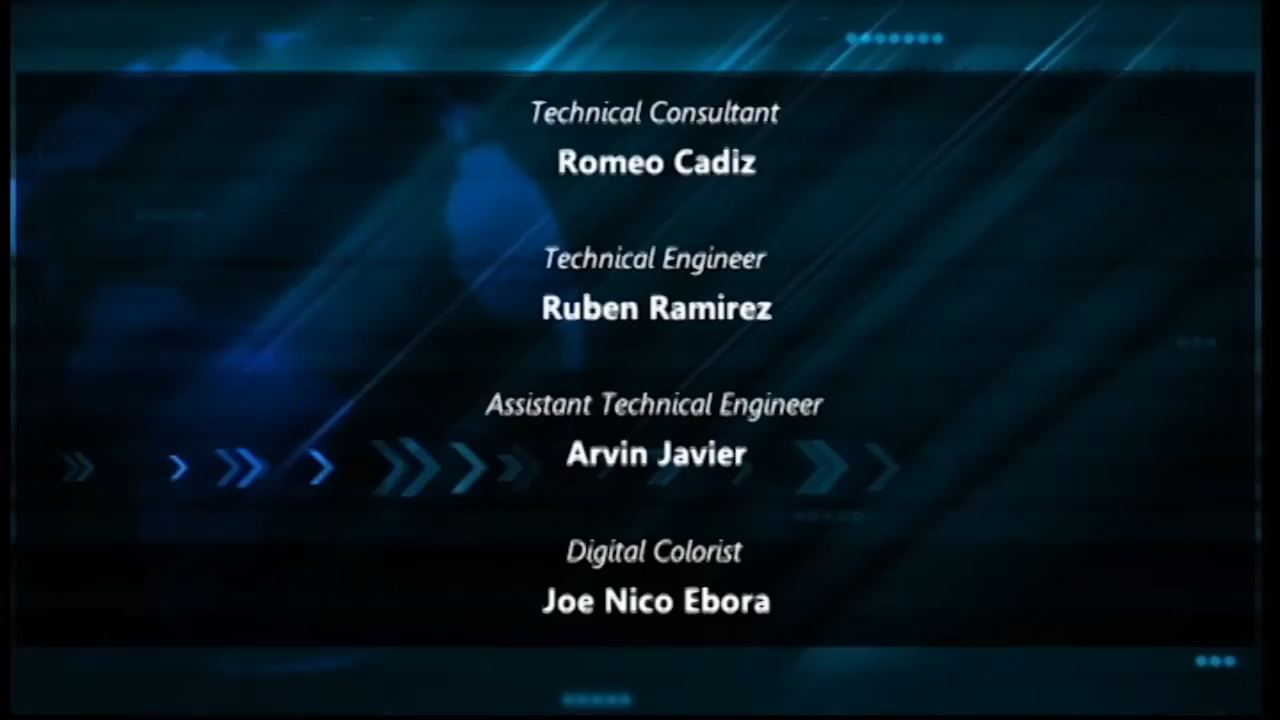 Technical Consultant
Romeo Cadiz
Technical Engineer
Ruben Ramirez
Assistant Technical Engineer
Arvin Javier
Digital Colorist
Joe Nico Ebora